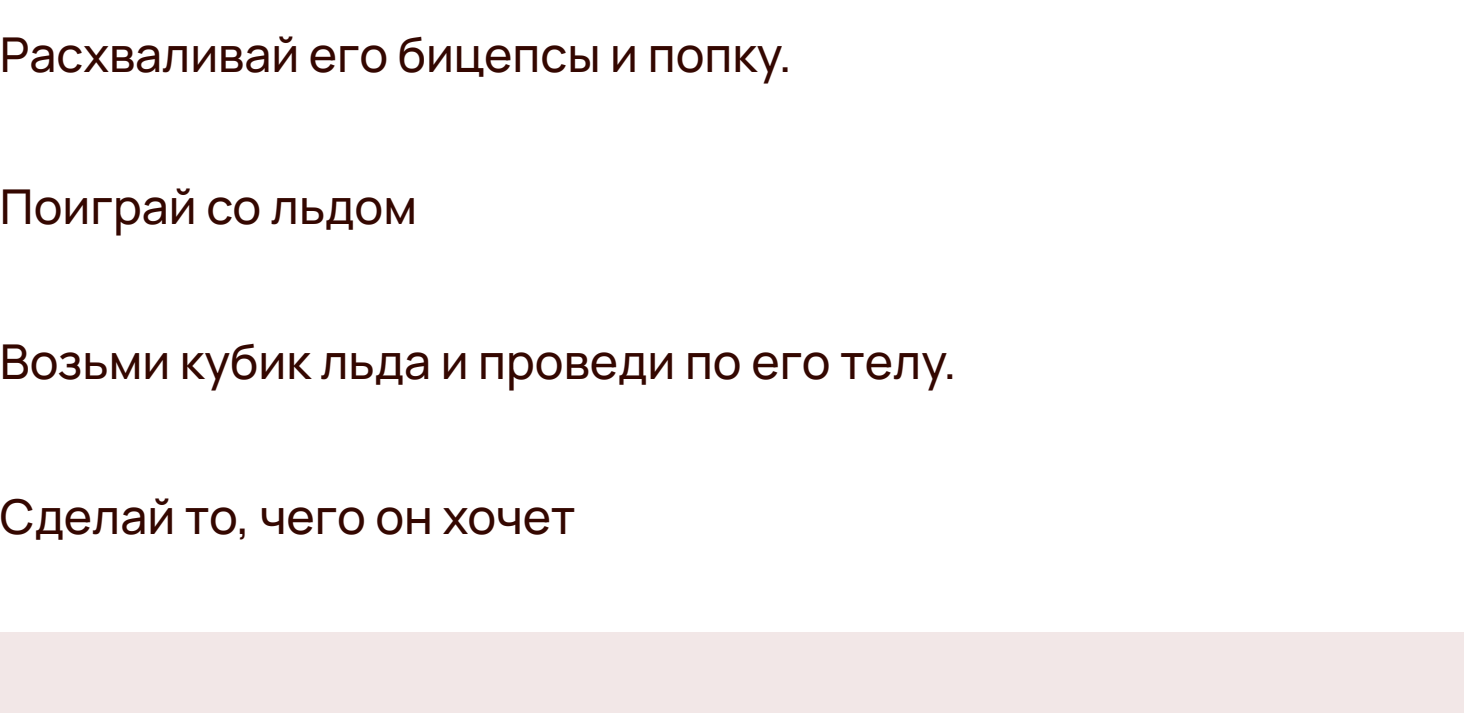 Расхваливай его бицепсы и попку.
Поиграй со льдом
Возьми кубик льда и проведи по его телу.
Сделай то, чего он хочет